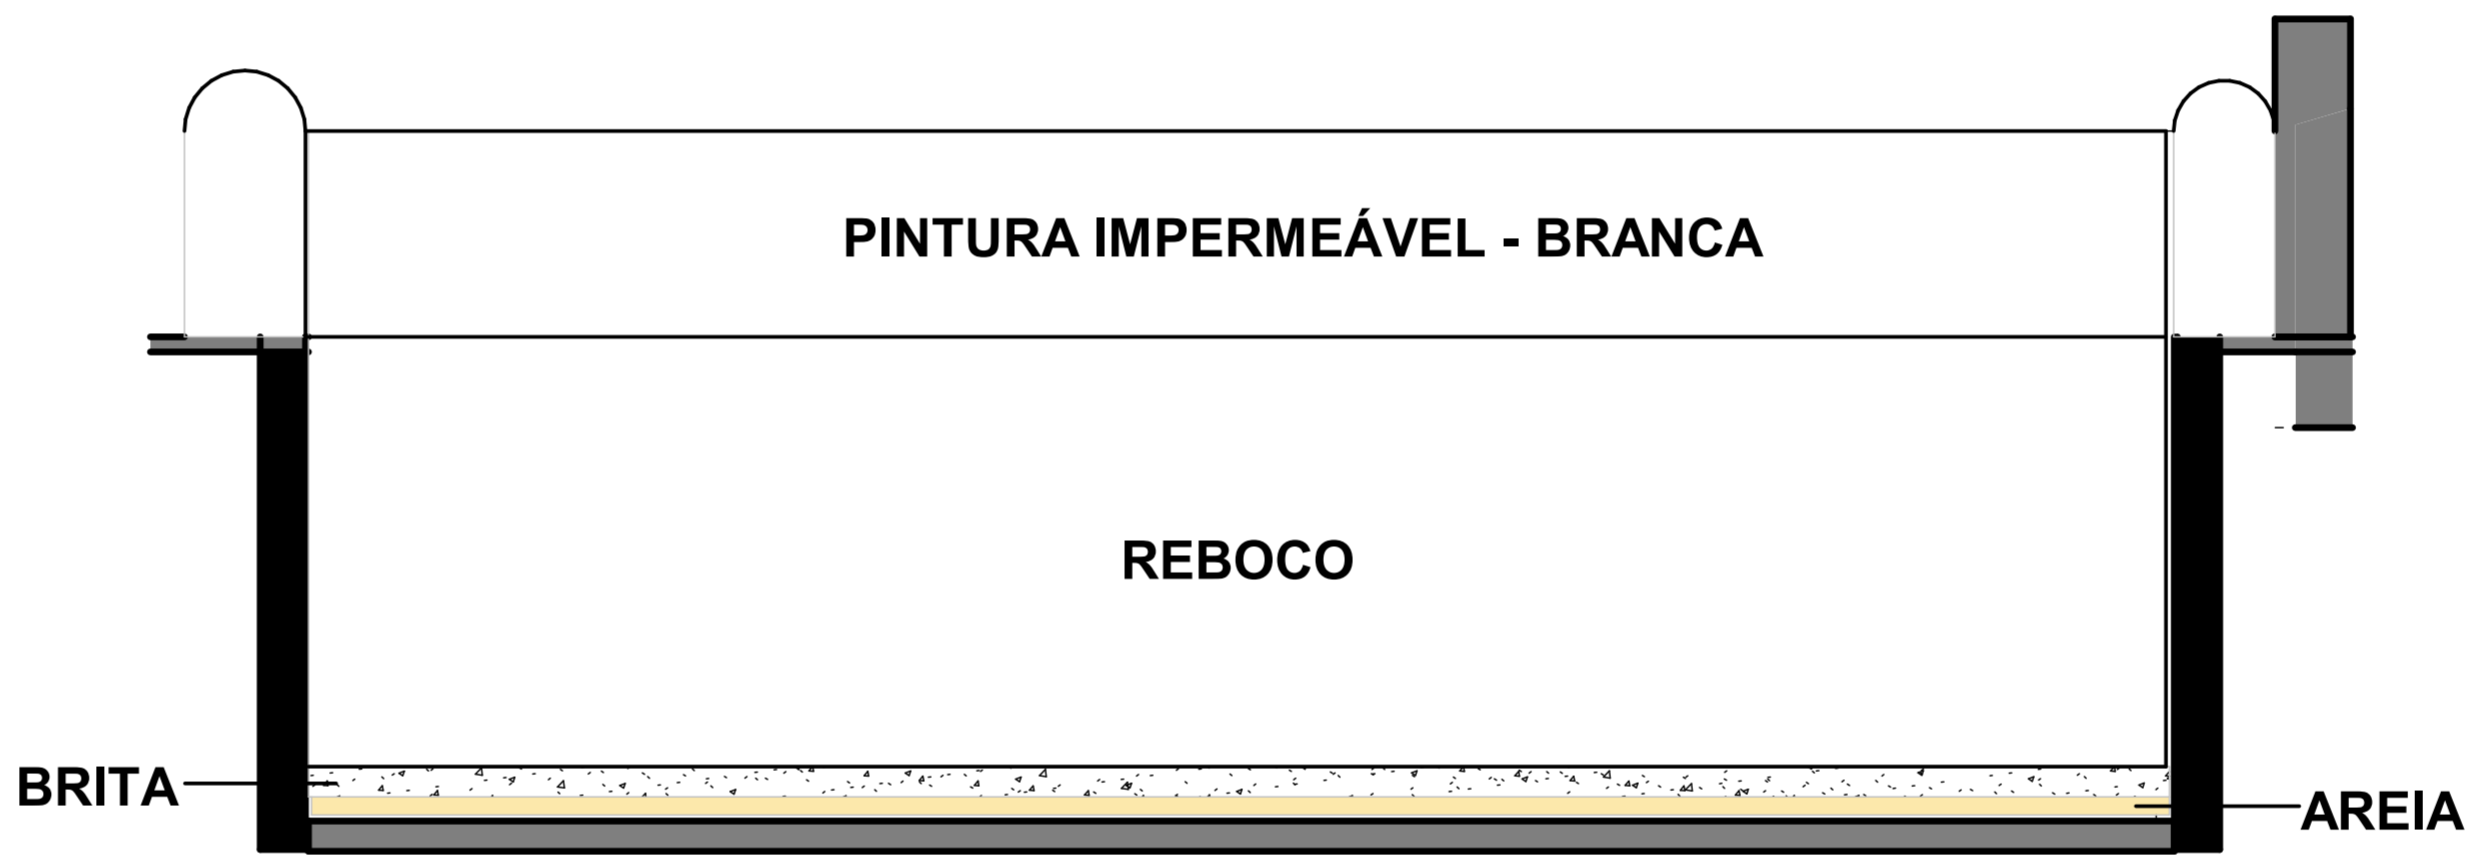 PINTURA IMPERMEÁVEL - BRANCA
REBOCO
BRITA
AREIA